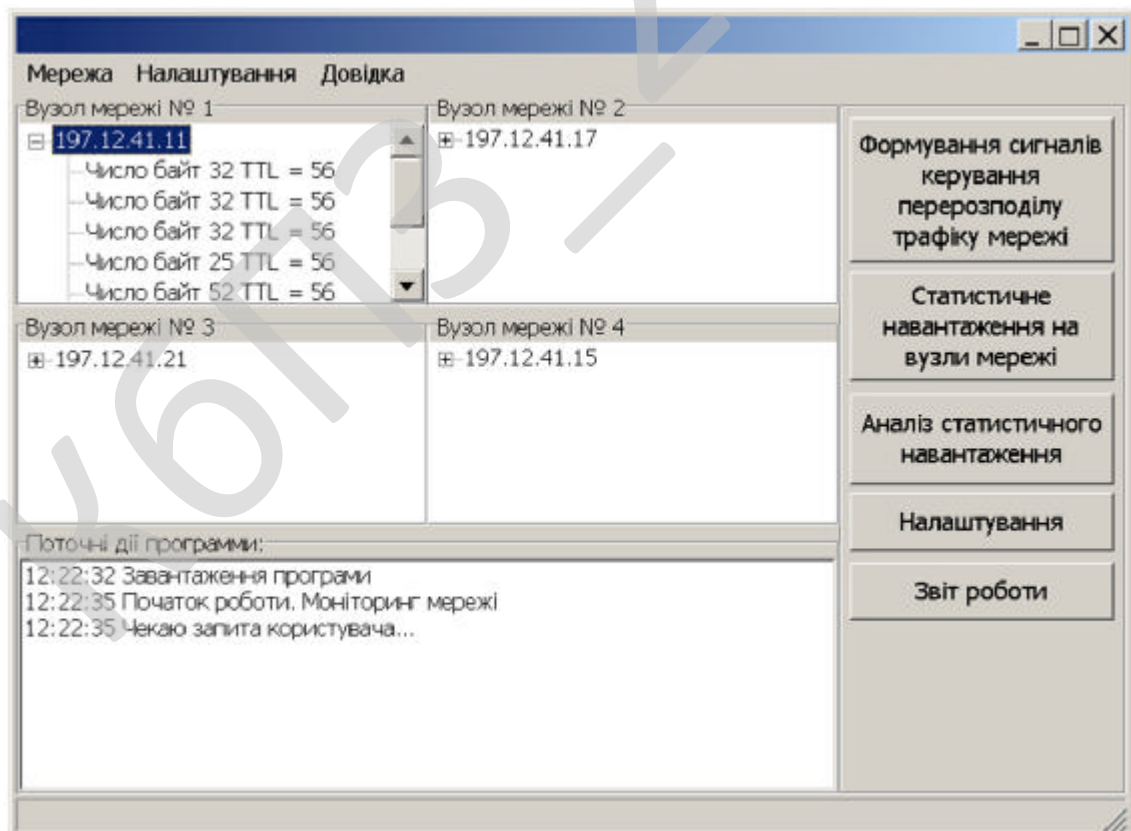 Мережа Налаштування Довідка
Вузол мережі № 1
197.12.41.11
Число байт 32 TTL = 56
Число байт 32 TTL = 56
Число байт 32 TTL = 56
Число байт 25 TTL = 56
Число байт 52 TTL = 56
Вузол мережі № 2
197.12.41.17
Вузол мережі № 3
197.12.41.21
Вузол мережі № 4
197.12.41.15
Поточні дії программи:
12:22:32 Завантаження програми
12:22:35 Початок роботи. Моніторинг мережі
12:22:35 Чекаю запита користувача...
Формування сигналів
керування
перерозподілу
трафіку мережі
Статистичне
навантаження на
вузли мережі
Аналіз статистичного
навантаження
Налаштування
Звіт роботи